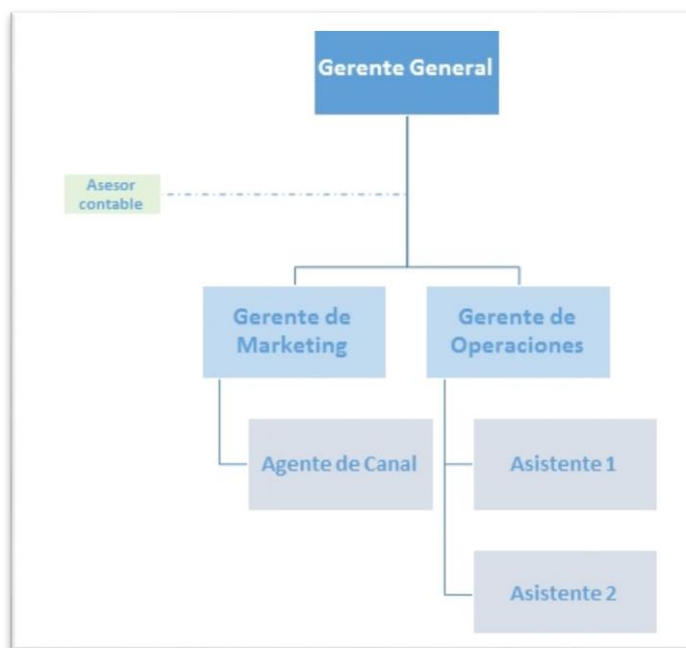 Gerente General
Asesor
contable
Gerente de
Marketing
Gerente de
Operaciones
Agente de Canal
Asistente 1
Asistente 2